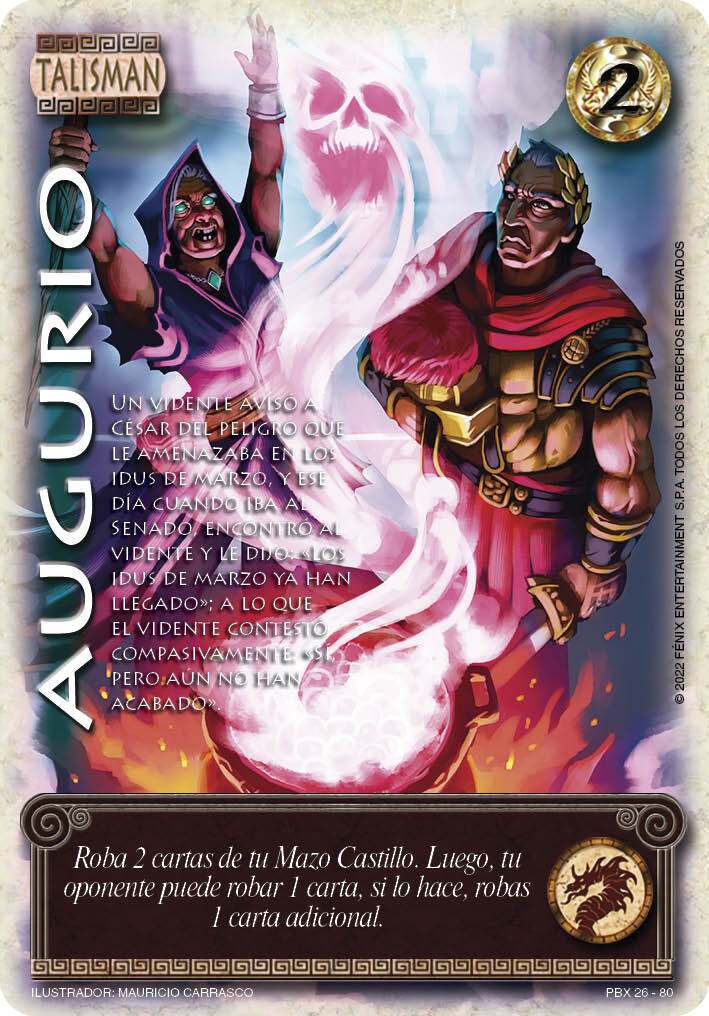 TALISMAN
2
AUGURIO
UN VIDENTE AVISÓ A
CÉSAR DEL PELIGRO QUE
LE AMENAZABA EN LOS
IDUS DE MARZO, Y ESE
DÍA CUANDO IBA AL
SENADO, ENCONTRÓ AL
VIDENTE Y LE DIJO: «LOS
IDUS DE MARZO YA HAN
LLEGADO»; A LO QUE
EL VIDENTE CONTESTÓ
COMPASIVAMENTE: «SÍ,
PERO AÚN NO HAN
ACABADO».
© 2022 FÉNIX ENTERTAINMENT S.P.A. TODOS LOS DERECHOS RESERVADOS
Roba 2 cartas de tu Mazo Castillo. Luego, tu
oponente puede robar 1 carta, si lo hace, robas
1 carta adicional.
ILUSTRADOR: MAURICIO CARRASCO
PBX 26 - 80